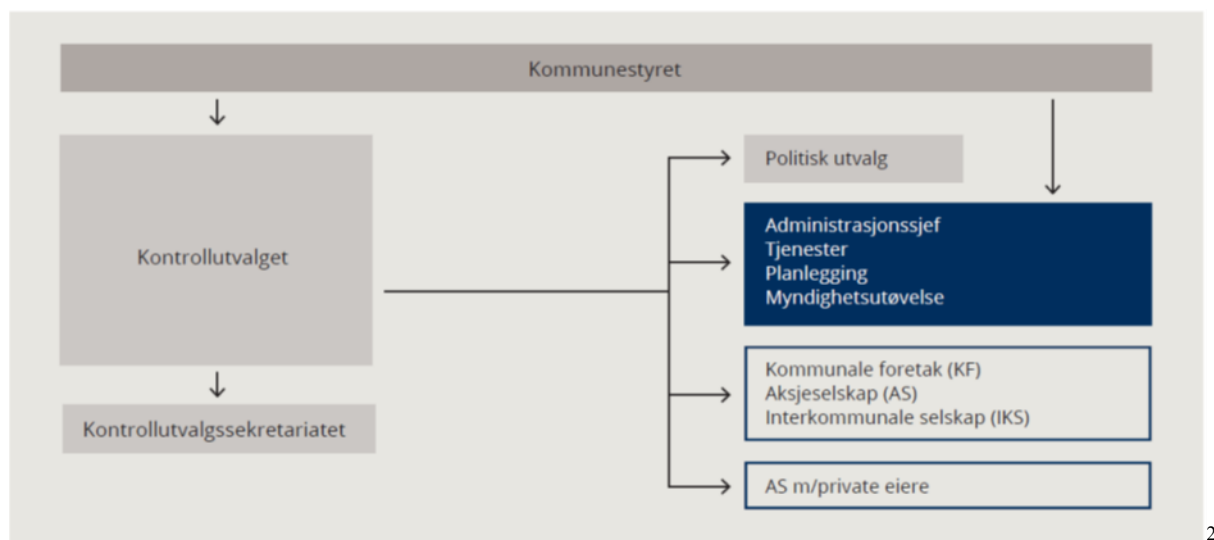 Kommunestyret
Kontrollutvalget
Kontrollutvalgssekretariatet
Politisk utvalg
Administrasjonssjef
Tjenester
Planlegging
Myndighetsutøvelse
Kommunale foretak (KF)
Aksjeselskap (AS)
Interkommunale selskap (IKS)
AS m/private eiere
2